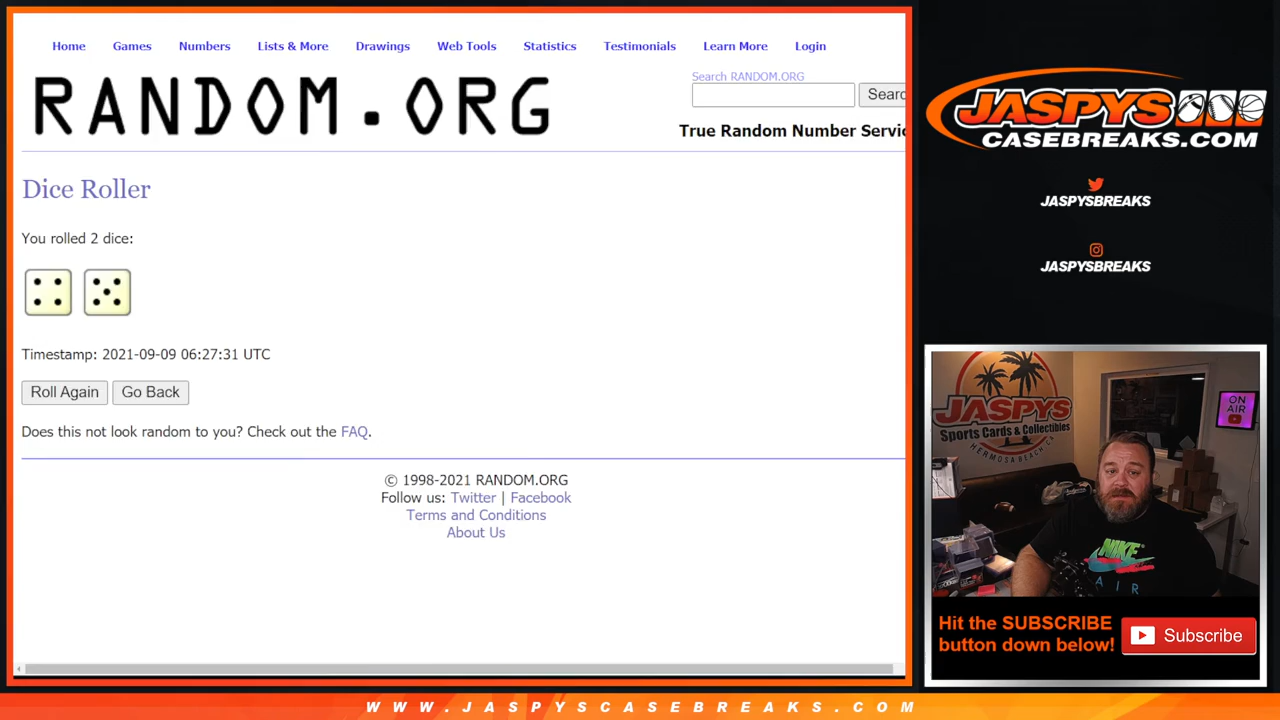 Home Games Numbers Lists & More Drawings Web Tools Statistics Testimonials Learn More Login
RANDOM.ORG
Search RANDOM.ORG
Searc
True Random Number Servic
Dice Roller
You rolled 2 dice:
Timestamp: 2021-09-09 06:27:31 UTC
Roll Again Go Back
Does this not look random to you? Check out the FAQ.
© 1998-2021 RANDOM.ORG
Follow us: Twitter | Facebook
Terms and Conditions
About Us
JASPYS
CASEBREAKS.COM
JASPYSBREAKS
JASPYSBREAKS
JASPYS
Sports Cards & Collectibles
HERMOSA BEACH, CA
ON
AIR
NIKE
AIR
Hit the SUBSCRIBE
button down below!
Subscribe
WWW.JASPYSCASEBREAKS.COM